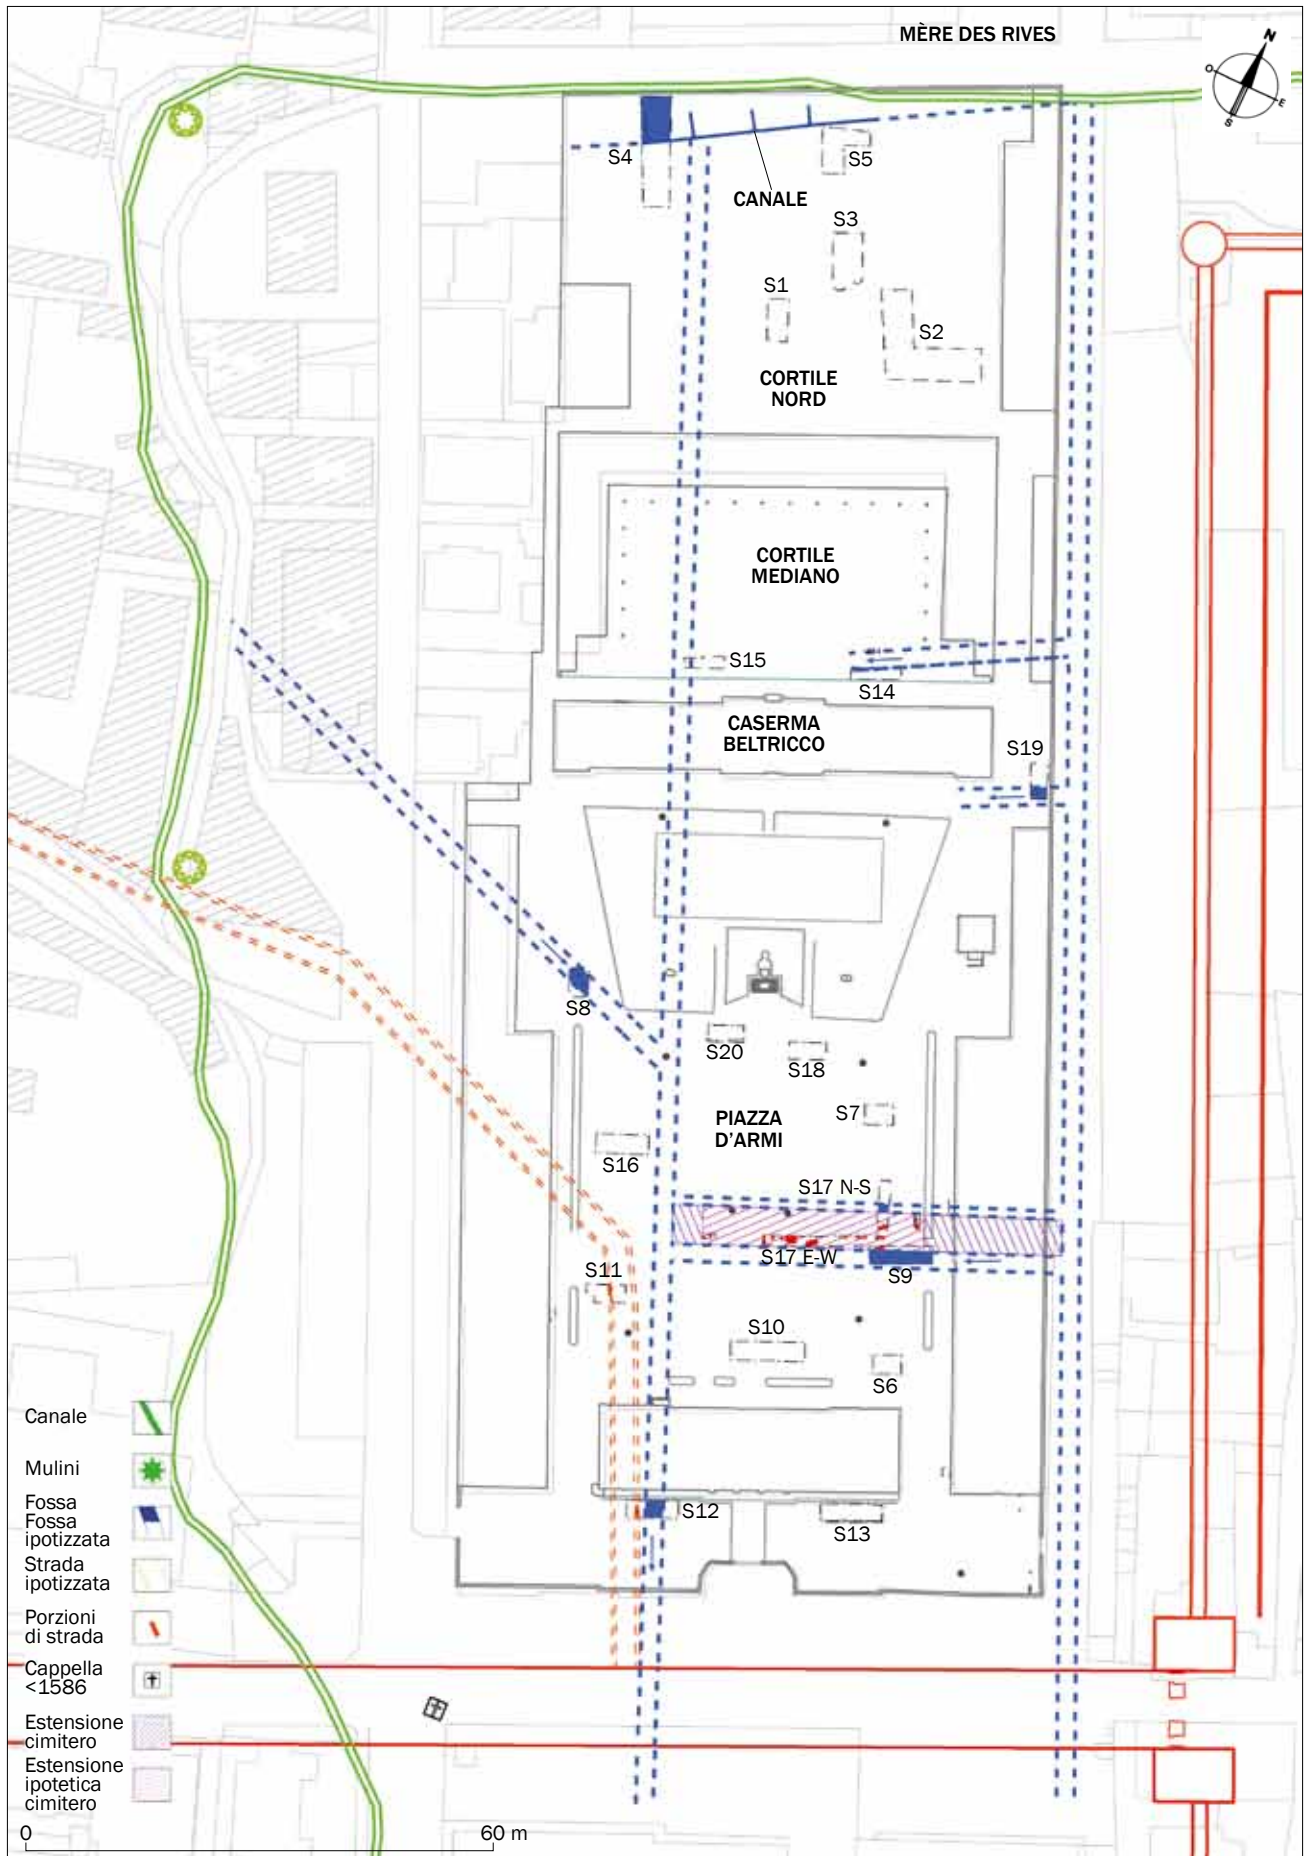 MÈRE DES RIVES
N
O
E
S
S4
S5
CANALE
S3
S1
S2
CORTILE
NORD
CORTILE
MEDIANO
S15
S14
CASERMA
BELTRICCO
S19
S8
S20
S18
S7
PIAZZA
D'ARMI
S16
S17 N-S
S17 E-W
S9
S11
S10
S6
S12
S13
Canale
Mulini
Fossa
Fossa
ipotizzata
Strada
ipotizzata
Porzioni
di strada
Cappella
<1586
Estensione
cimitero
Estensione
ipotetica
cimitero
0
60 m